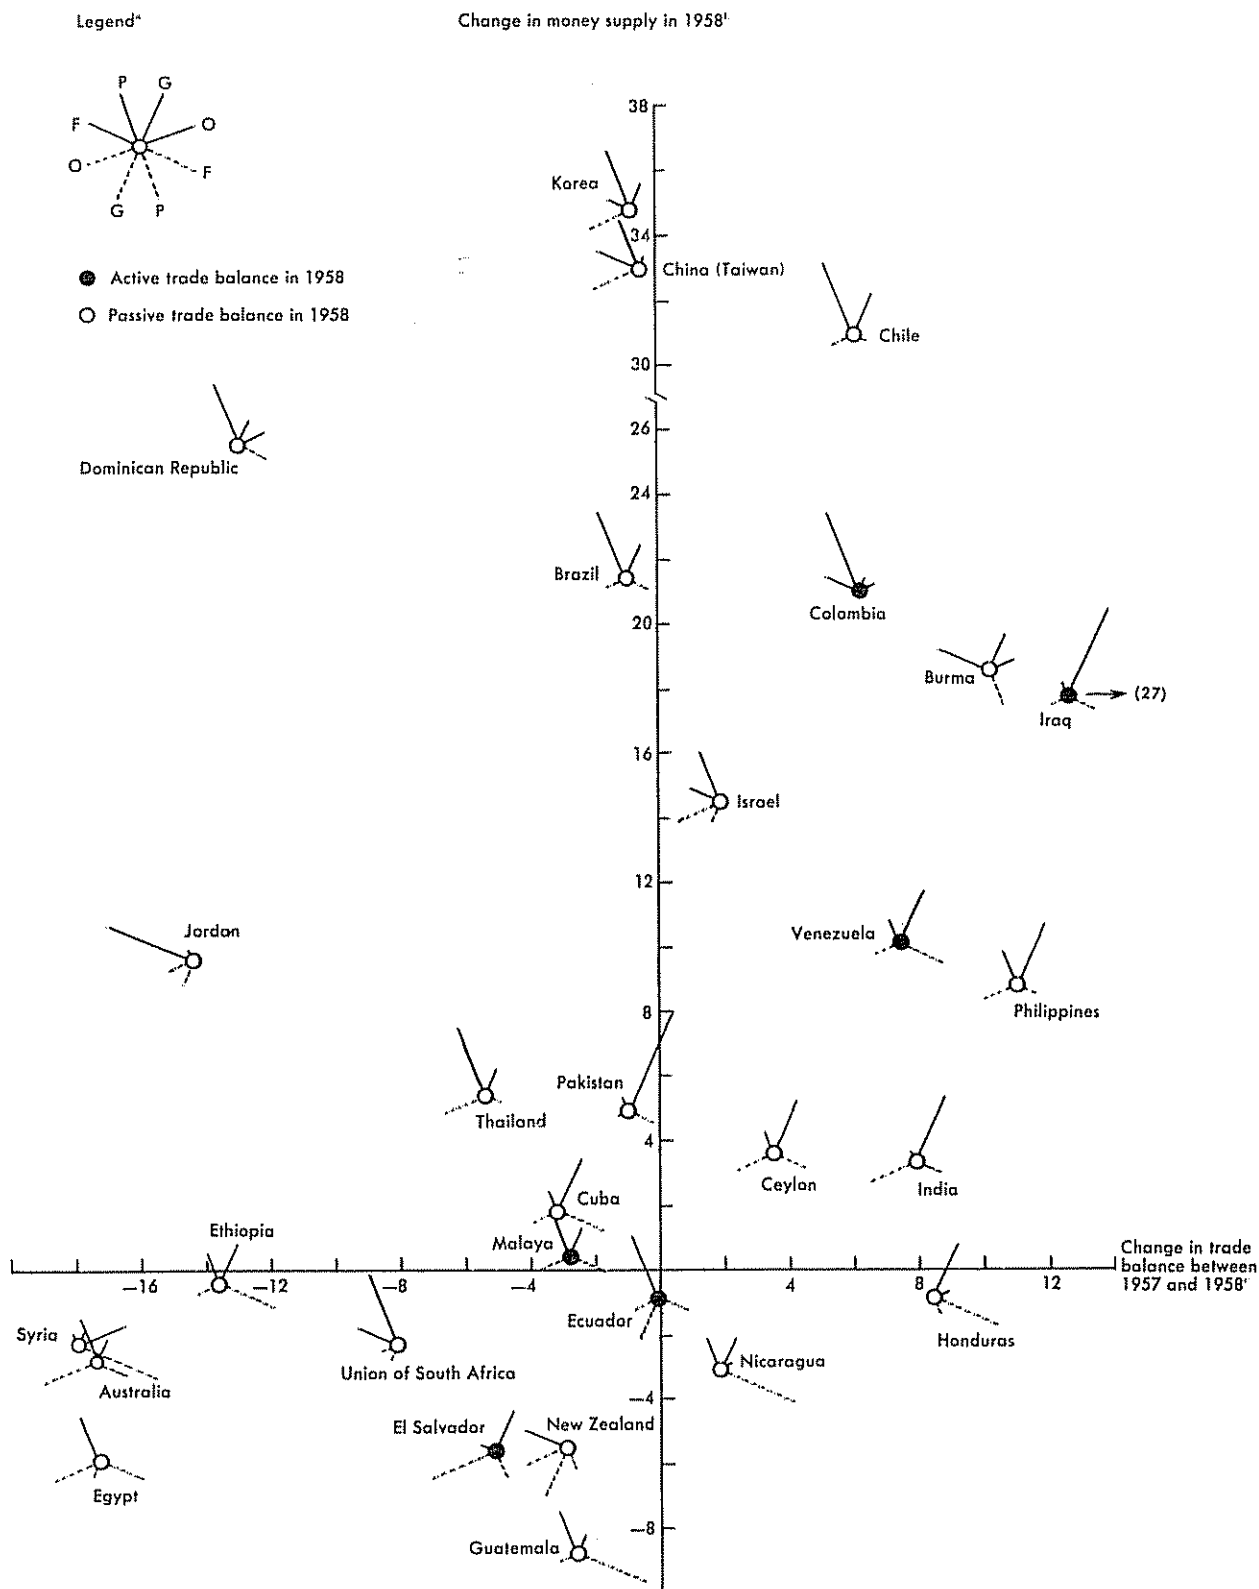 Legend*
Change in money supply in 1958†
P G
F O
O F
G P
Active trade balance in 1958
Passive trade balance in 1958
38
Korea
34
China (Taiwan)
Chile
30
26
Dominican Republic
24
Brazil
Colombia
20
Burma
(27)
Iraq
16
Israel
12
Jordan
Venezuela
Philippines
8
Pakistan
Thailand
4
Ceylon
India
Cuba
Ethiopia
Malaya
Change in trade
balance between
1957 and 1958†
−16 −12 −8 −4 4 8 12
Ecuador
Honduras
Syria
Union of South Africa
Nicaragua
Australia
−4
El Salvador
New Zealand
Egypt
−8
Guatemala